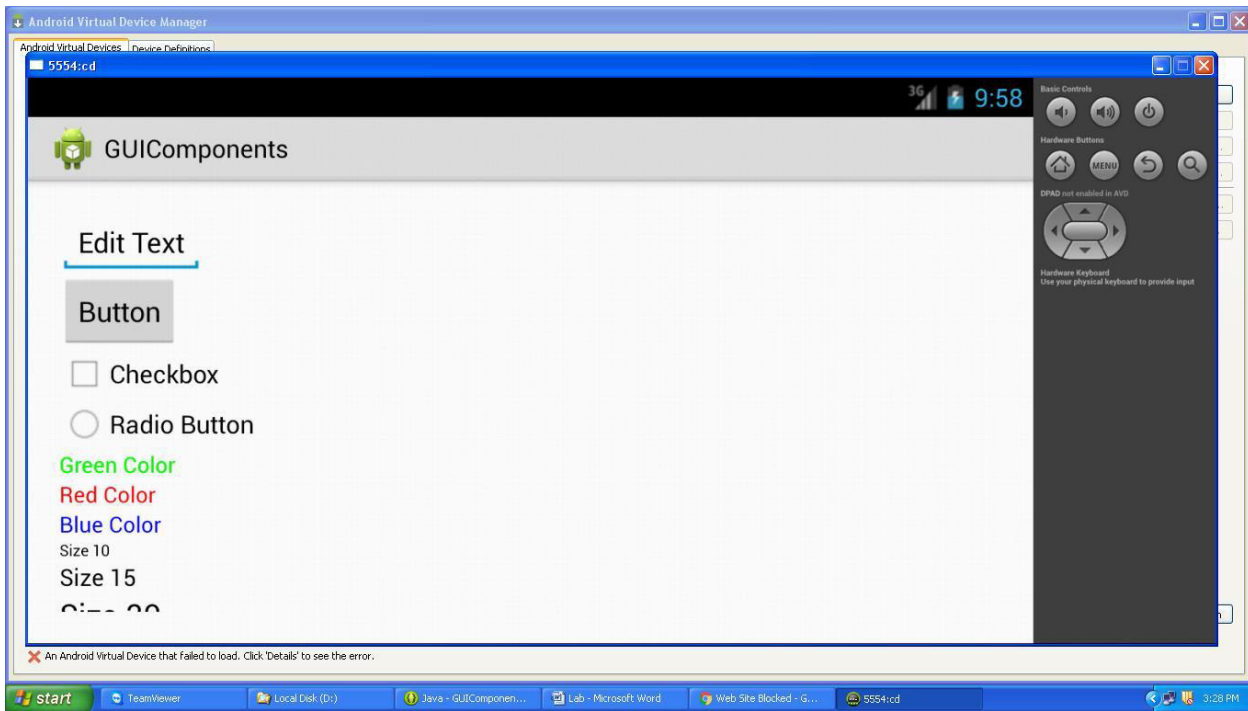 Android Virtual Device Manager
Android Virtual Devices Device Definitions
5554:cd
3G 9:58
GUIComponents
Edit Text
Button
Checkbox
Radio Button
Green Color
Red Color
Blue Color
Size 10
Size 15
Basic Controls
Hardware Buttons
MENU
DPAD not enabled in AVD
Hardware Keyboard
Use your physical keyboard to provide input
An Android Virtual Device that failed to load. Click 'Details' to see the error.
start TeamViewer Local Disk (D:) Java - GUIComponen... Lab - Microsoft Word Web Site Blocked - G... 5554:cd 3:28 PM